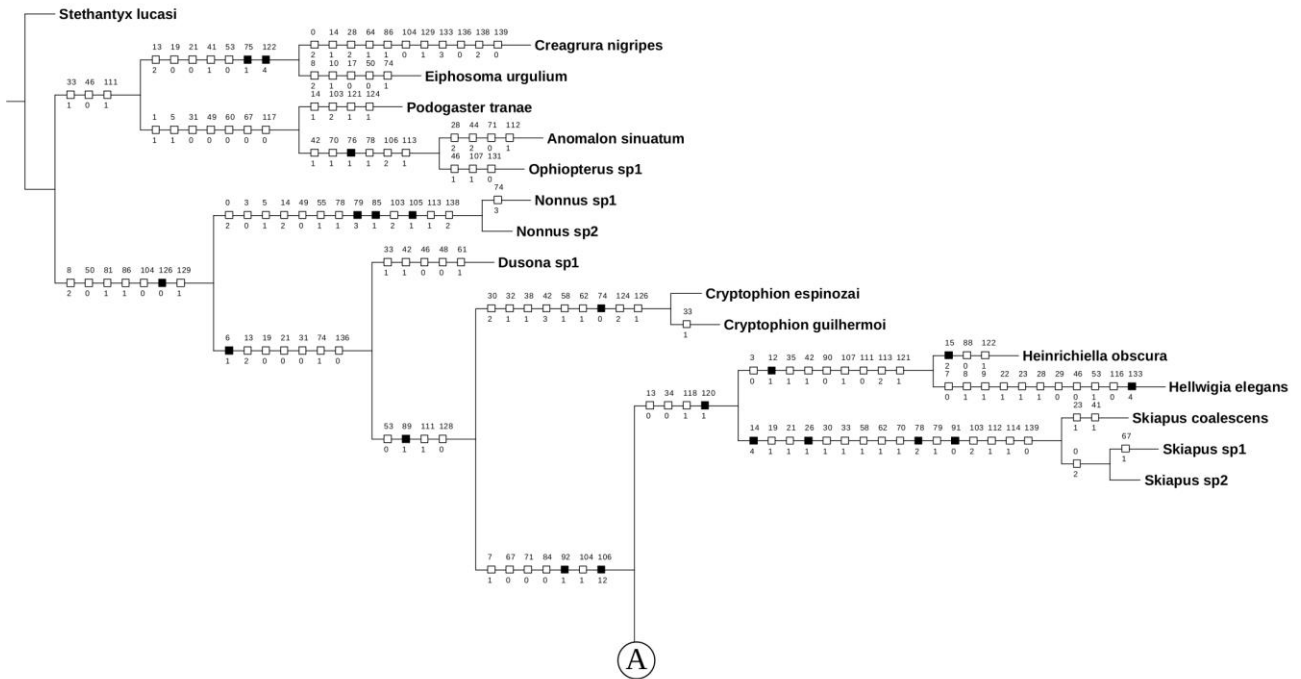 Stethantyx lucasi
0 14 28 64 86 104 129 133 136 138 139
13 19 21 41 53 75 122
Creagrura nigripes
2 1 2 1 1 0 1 3 0 2 0
2 0 0 1 0 1 4
8 10 17 50 74
Eiphosoma urgulium
2 1 0 0 1
33 46 111
1 0 1
14 103 121 124
Podogaster tranae
1 2 1 1
1 5 31 49 60 67 117
1 1 0 0 0 0 0
28 44 71 112
Anomalon sinuatum
2 2 0 1
42 70 76 78 106 113
1 1 1 1 2 1
46 107 131
Ophiopterus sp1
1 1 0
74
Nonnus sp1
3
0 3 5 14 49 55 78 79 85 103 105 113 138
2 0 1 2 0 1 1 3 1 2 1 1 2
Nonnus sp2
33 42 46 48 61
Dusona sp1
1 1 0 0 1
8 50 81 86 104 126 129
2 0 1 1 0 0 1
30 32 38 42 58 62 74 124 126
Cryptophion espinozai
2 1 1 3 1 1 0 2 1
33
Cryptophion guilhermoi
1
6 13 19 21 31 74 136
1 2 0 0 0 1 0
15 88 122
Heinrichiella obscura
2 0 1
3 12 35 42 90 107 111 113 121
0 1 1 1 0 1 0 2 1
7 8 9 22 23 28 29 46 53 116 133
Hellwigia elegans
0 1 1 1 1 1 0 0 1 0 4
13 34 118 120
0 0 1 1
23 41
Skiapus coalescens
1 1
53 89 111 128
0 1 1 0
14 19 21 26 30 33 58 62 70 78 79 91 103 112 114 139
4 1 1 1 1 1 1 1 1 2 1 0 2 1 1 0
67
Skiapus sp1
1
0
2
Skiapus sp2
7 67 71 84 92 104 106
1 0 0 0 1 1 12
A